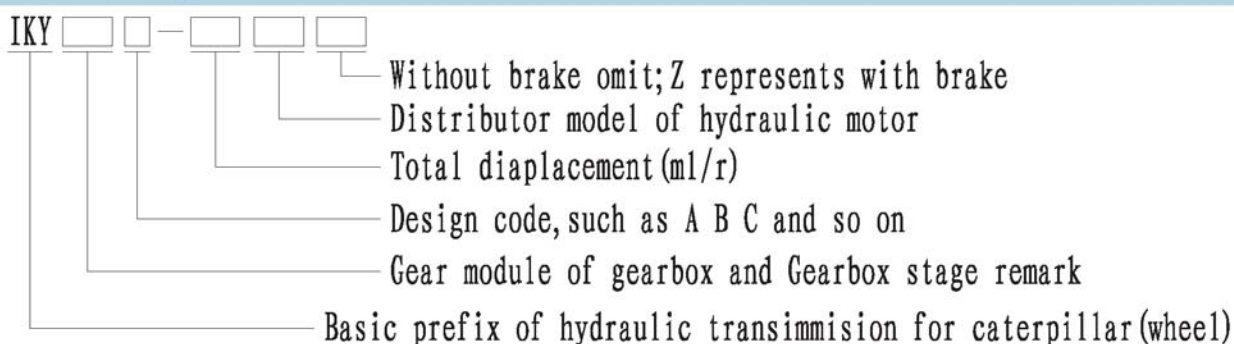 IKY -
Without brake omit;Z represents with brake
Distributor model of hydraulic motor
Total diaplacement(ml/r)
Design code,such as A B C and so on
Gear module of gearbox and Gearbox stage remark
Basic prefix of hydraulic transimmision for caterpillar(wheel)